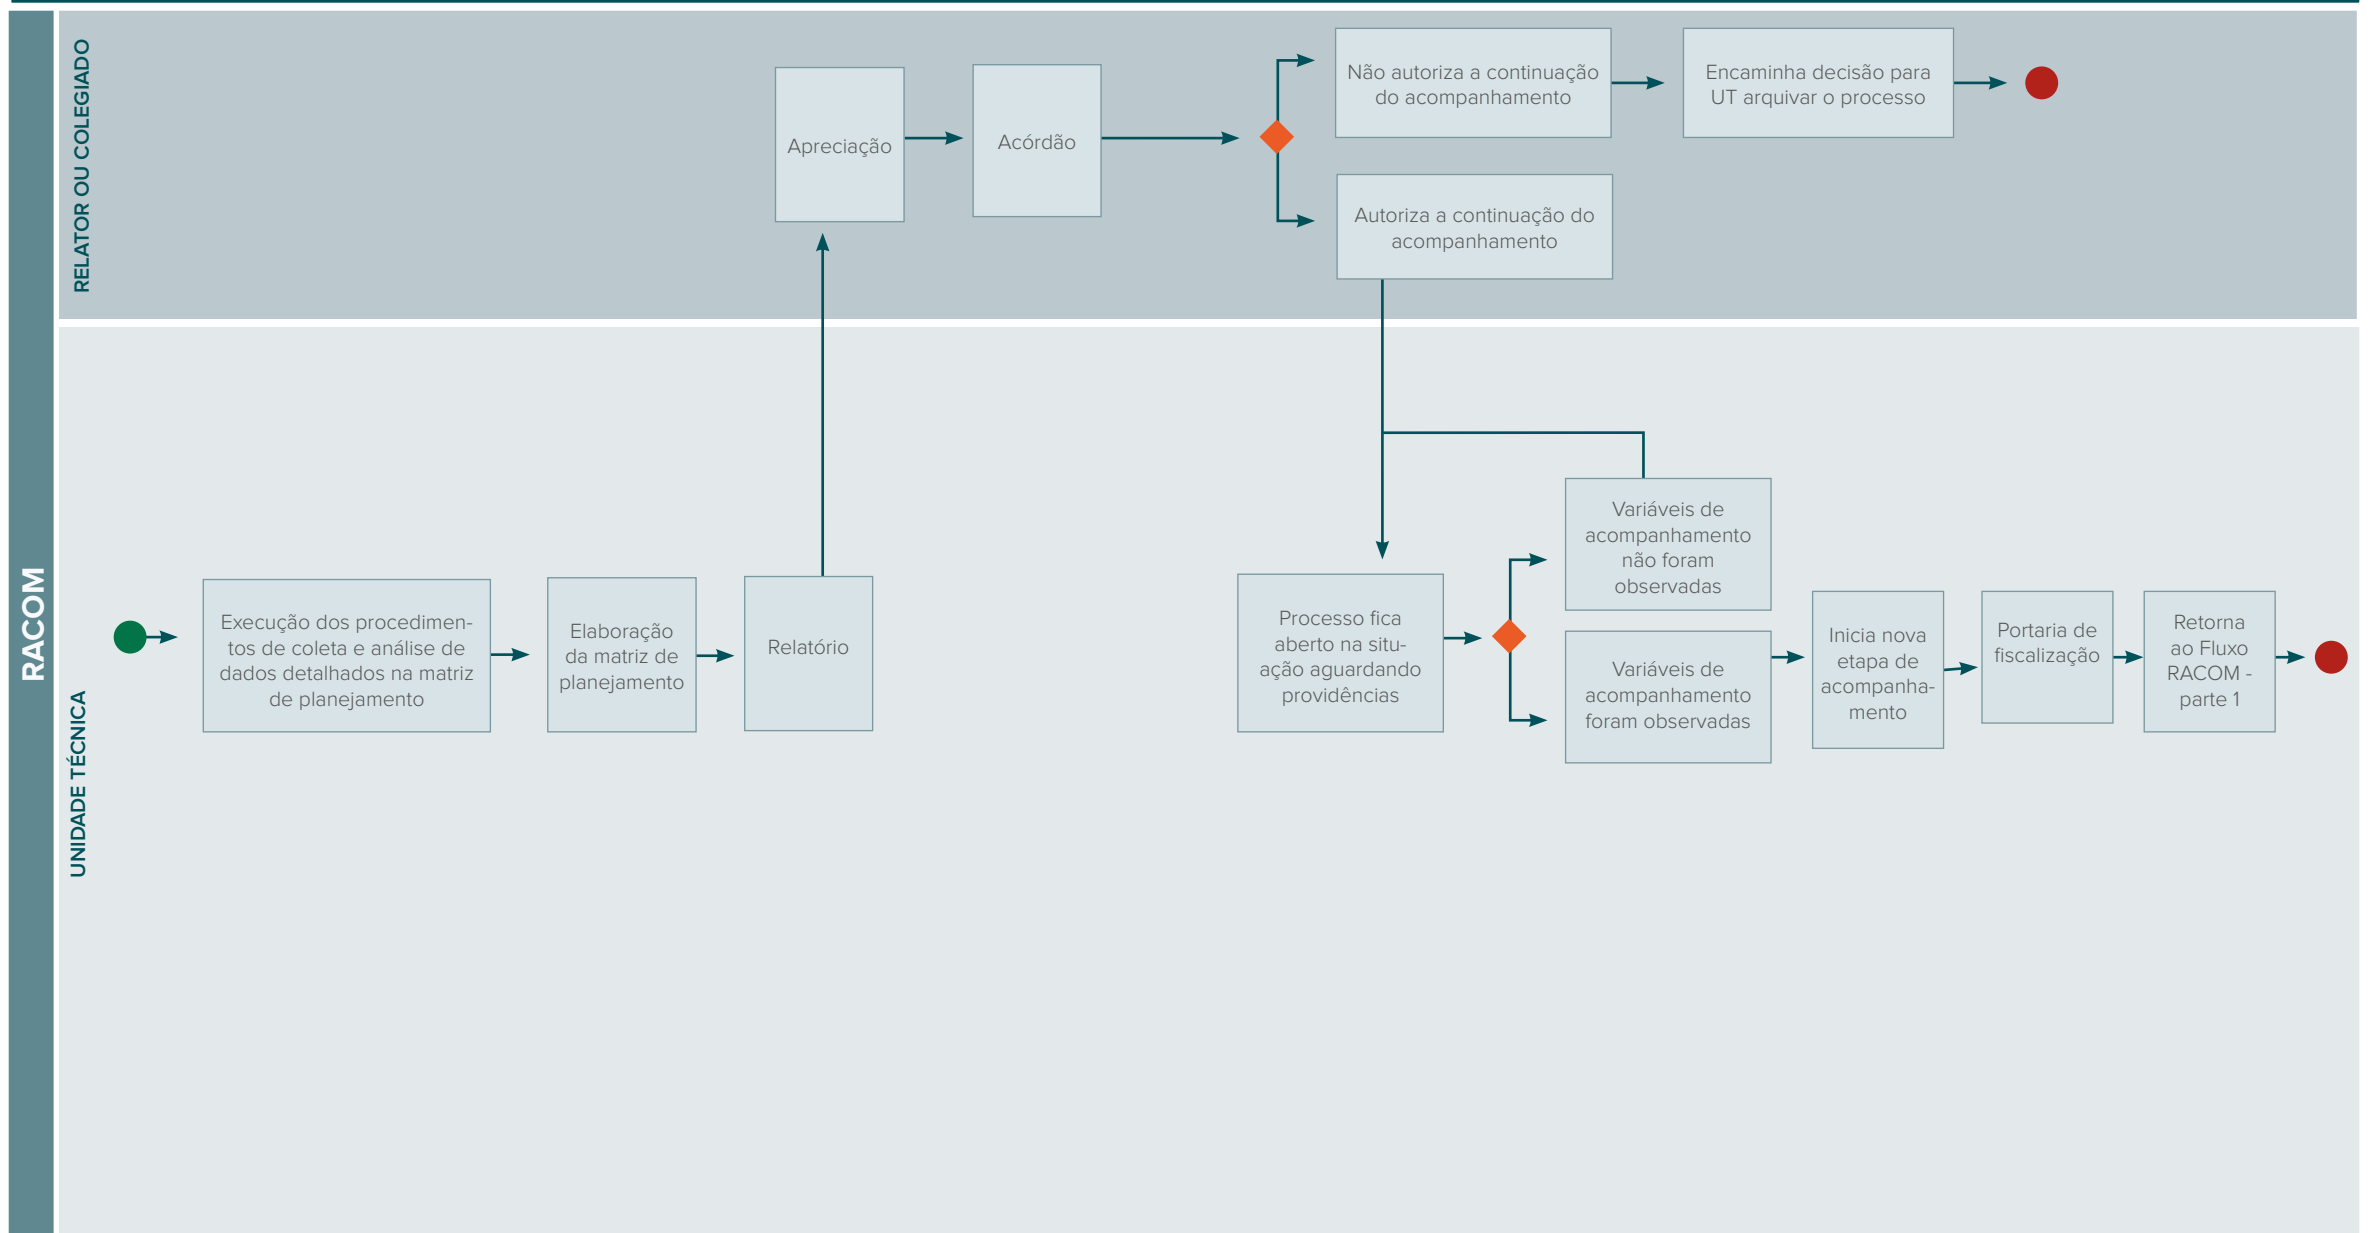 RACOM
RELATOR OU COLEGIADO
Apreciação
Acórdão
Não autoriza a continuação
do acompanhamento
Encaminha decisão para
UT arquivar o processo
Autoriza a continuação do
acompanhamento
UNIDADE TÉCNICA
Execução dos procedimen-
tos de coleta e análise de
dados detalhados na matriz
de planejamento
Elaboração
da matriz de
planejamento
Relatório
Processo fica
aberto na situ-
ação aguardando
providências
Variáveis de
acompanhamento
não foram
observadas
Variáveis de
acompanhamento
foram observadas
Inicia nova
etapa de
acompanha-
mento
Portaria de
fiscalização
Retorna
ao Fluxo
RACOM -
parte 1